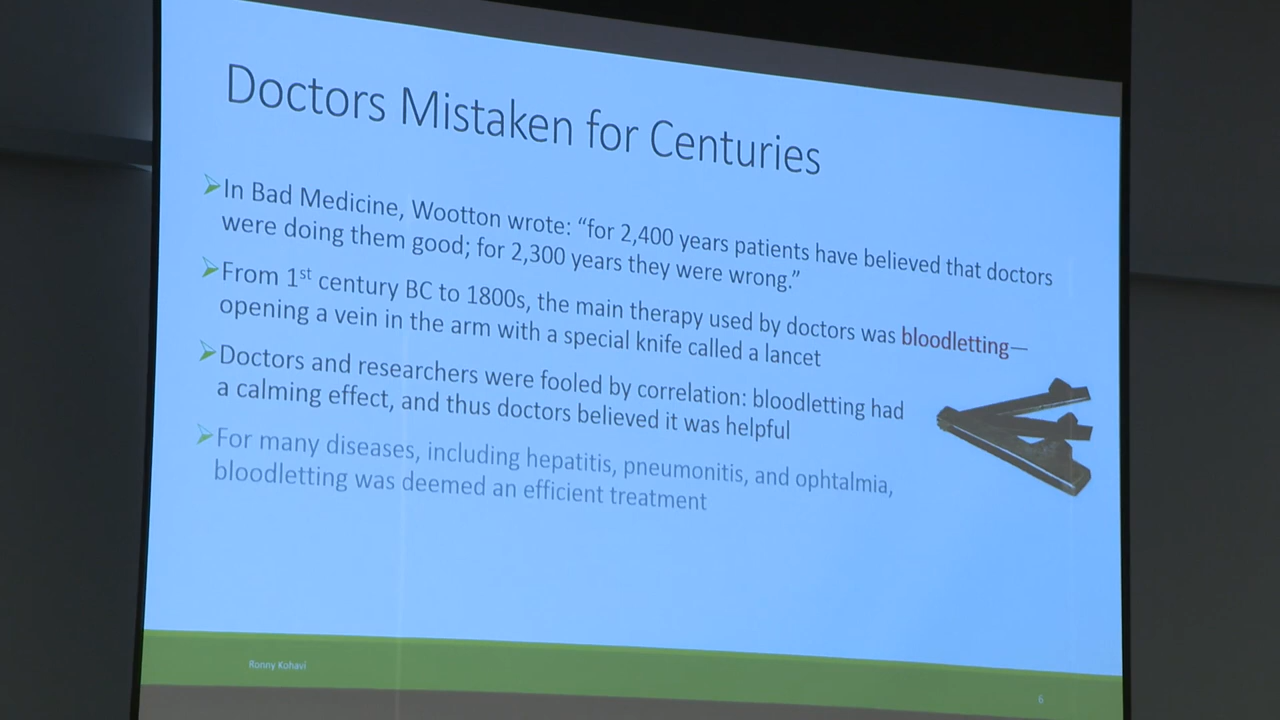 Doctors Mistaken for Centuries
In Bad Medicine, Wootton wrote: “for 2,400 years patients have believed that doctors
were doing them good; for 2,300 years they were wrong.”
From 1st century BC to 1800s, the main therapy used by doctors was bloodletting—
opening a vein in the arm with a special knife called a lancet
Doctors and researchers were fooled by correlation: bloodletting had
a calming effect, and thus doctors believed it was helpful
For many diseases, including hepatitis, pneumonitis, and ophtalmia,
bloodletting was deemed an efficient treatment
Ronny Kohavi
6